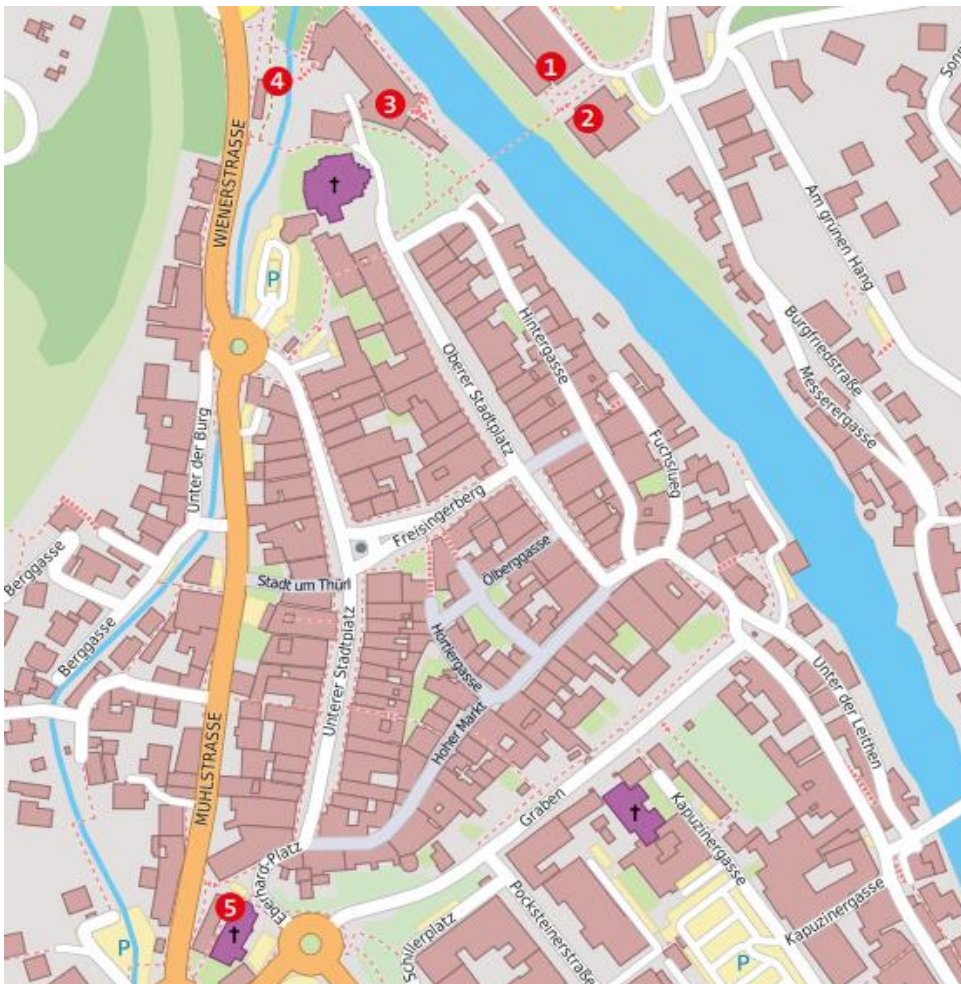 1
2
3
4
WIENERSTRASSE
Am grünen Hang
P
Hintergasse
Burgfriedstraße
Oberer Stadtplatz
Messerergasse
Unter der Burg
Fuchslueg
Freisingerberg
Berggasse
Ölberggasse
Stadt um Thürl
Berggasse
Hörtlergasse
Unterer Stadtplatz
Unter der Leithen
Hoher Markt
MÜHLSTRASSE
Graben
Kapuzinergasse
Eberhard-Platz
5
Pocksteinerstraße
Kapuzinergasse
Schillerplatz
P
P